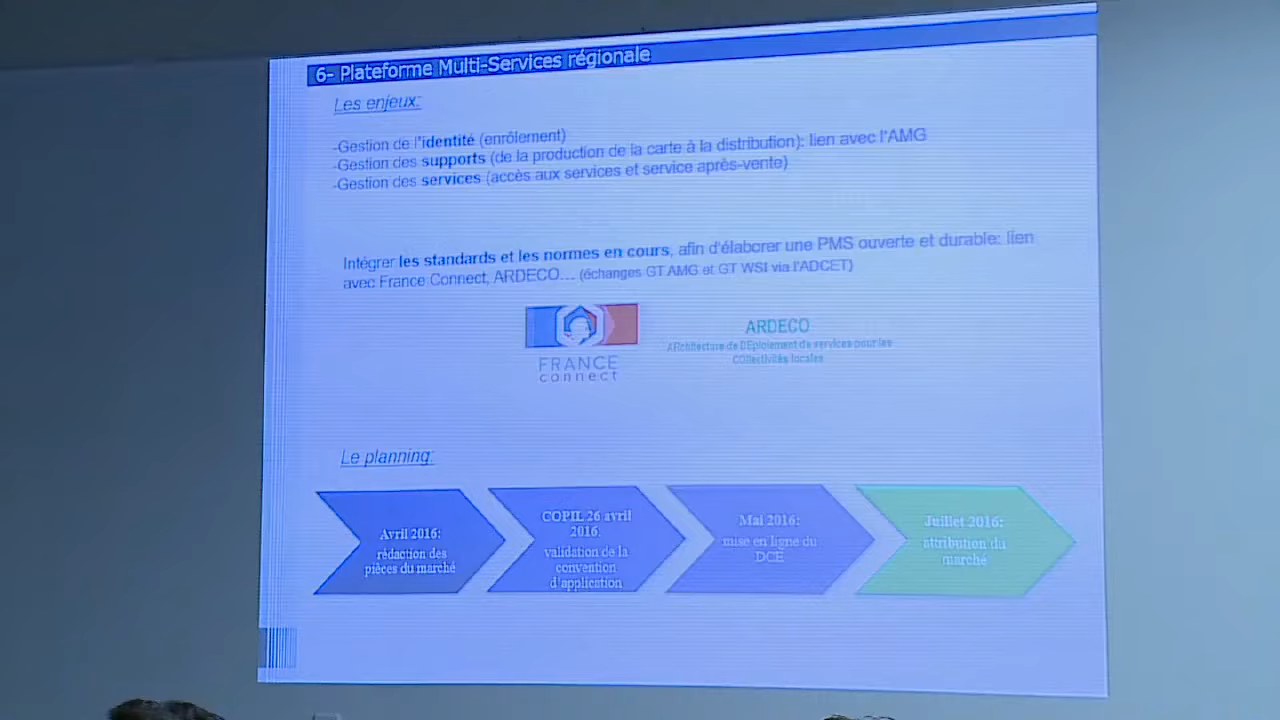 6- Plateforme Multi-Services régionale
Les enjeux:
-Gestion de l'identité (enrôlement)
-Gestion des supports (de la production de la carte à la distribution): lien avec l'AMG
-Gestion des services (accès aux services et service après-vente)
Intégrer les standards et les normes en cours, afin d'élaborer une PMS ouverte et durable: lien
avec France Connect, ARDECO... (échanges GT AMG et GT WSI via l'ADCET)
FRANCE
connect
ARDECO
ARchitecture de DEploiement de services pour les
COllectivités locales
Le planning:
Avril 2016:
rédaction des
pièces du marché
COPIL 26 avril
2016:
validation de la
convention
d'application
Mai 2016:
mise en ligne du
DCE
Juillet 2016:
attribution du
marché